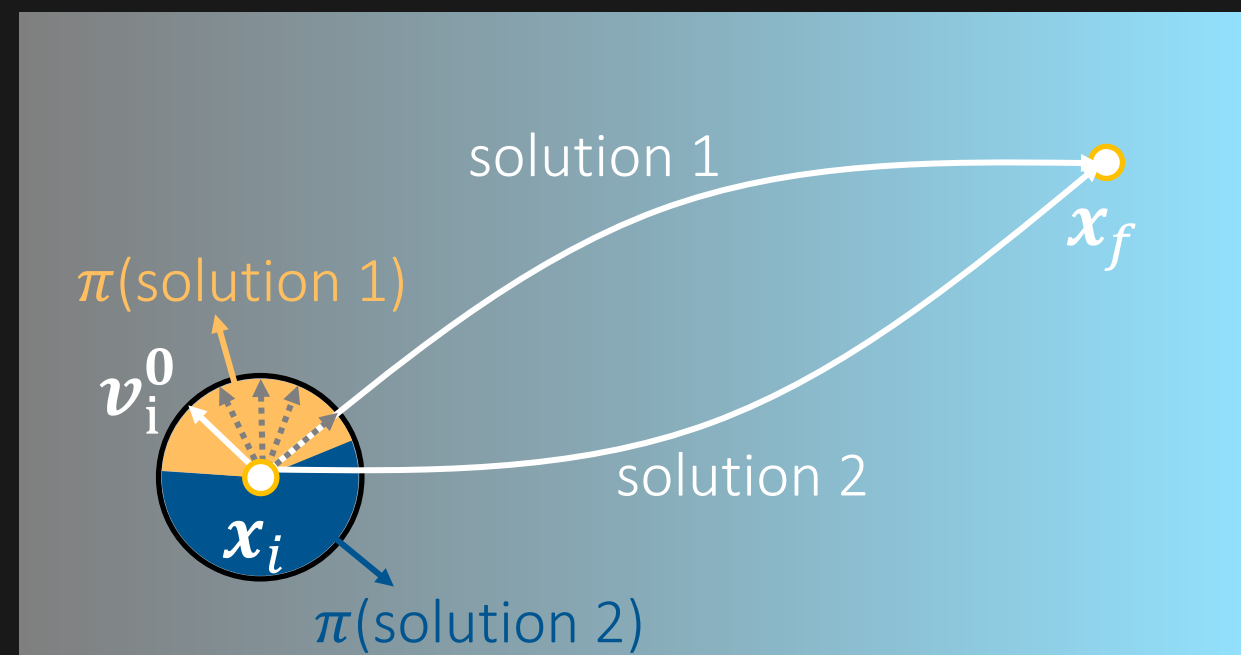 solution 1
x_f
π(solution 1)
v_i^0
solution 2
x_i
π(solution 2)